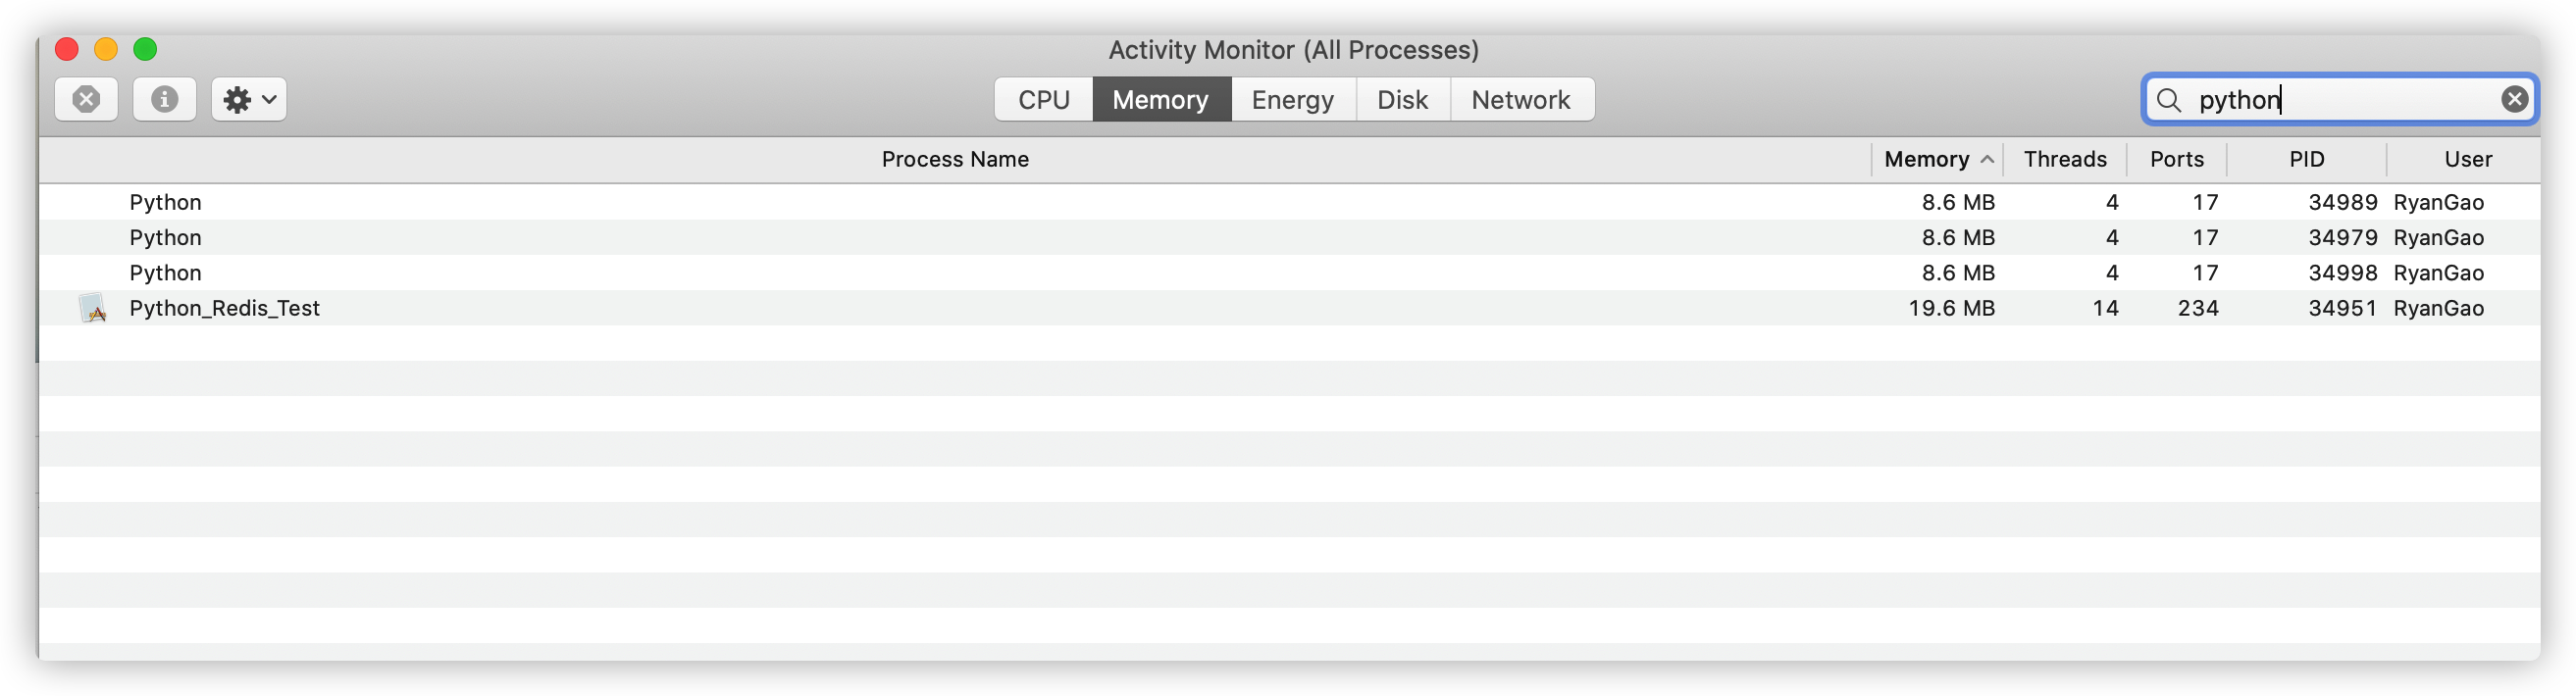 Activity Monitor (All Processes)
CPU Memory Energy Disk Network python
Process Name Memory Threads Ports PID User
Python 8.6 MB 4 17 34989 RyanGao
Python 8.6 MB 4 17 34979 RyanGao
Python 8.6 MB 4 17 34998 RyanGao
Python_Redis_Test 19.6 MB 14 234 34951 RyanGao